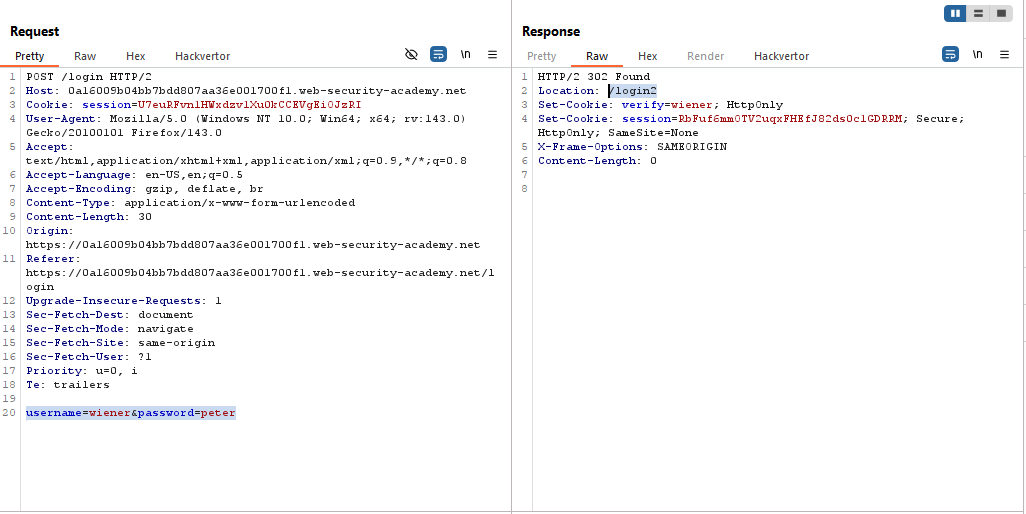 Request
Pretty Raw Hex Hackvertor \n
1 POST /login HTTP/2
2 Host: 0a16009b04bb7bdd807aa36e001700f1.web-security-academy.net
3 Cookie: session=U7euRFvnlHWxdzvlXuOkCCEVgEiOJzRI
4 User-Agent: Mozilla/5.0 (Windows NT 10.0; Win64; x64; rv:143.0)
Gecko/20100101 Firefox/143.0
5 Accept:
text/html,application/xhtml+xml,application/xml;q=0.9,*/*;q=0.8
6 Accept-Language: en-US,en;q=0.5
7 Accept-Encoding: gzip, deflate, br
8 Content-Type: application/x-www-form-urlencoded
9 Content-Length: 30
10 Origin:
https://0a16009b04bb7bdd807aa36e001700f1.web-security-academy.net
11 Referer:
https://0a16009b04bb7bdd807aa36e001700f1.web-security-academy.net/l
ogin
12 Upgrade-Insecure-Requests: 1
13 Sec-Fetch-Dest: document
14 Sec-Fetch-Mode: navigate
15 Sec-Fetch-Site: same-origin
16 Sec-Fetch-User: ?1
17 Priority: u=0, i
18 Te: trailers
19
20 username=wiener&password=peter
Response
Pretty Raw Hex Render Hackvertor \n
1 HTTP/2 302 Found
2 Location: /login2
3 Set-Cookie: verify=wiener; HttpOnly
4 Set-Cookie: session=RbFuf6mmOTV2uqxFHEfJ82ds0clGDRRM; Secure;
HttpOnly; SameSite=None
5 X-Frame-Options: SAMEORIGIN
6 Content-Length: 0
7
8